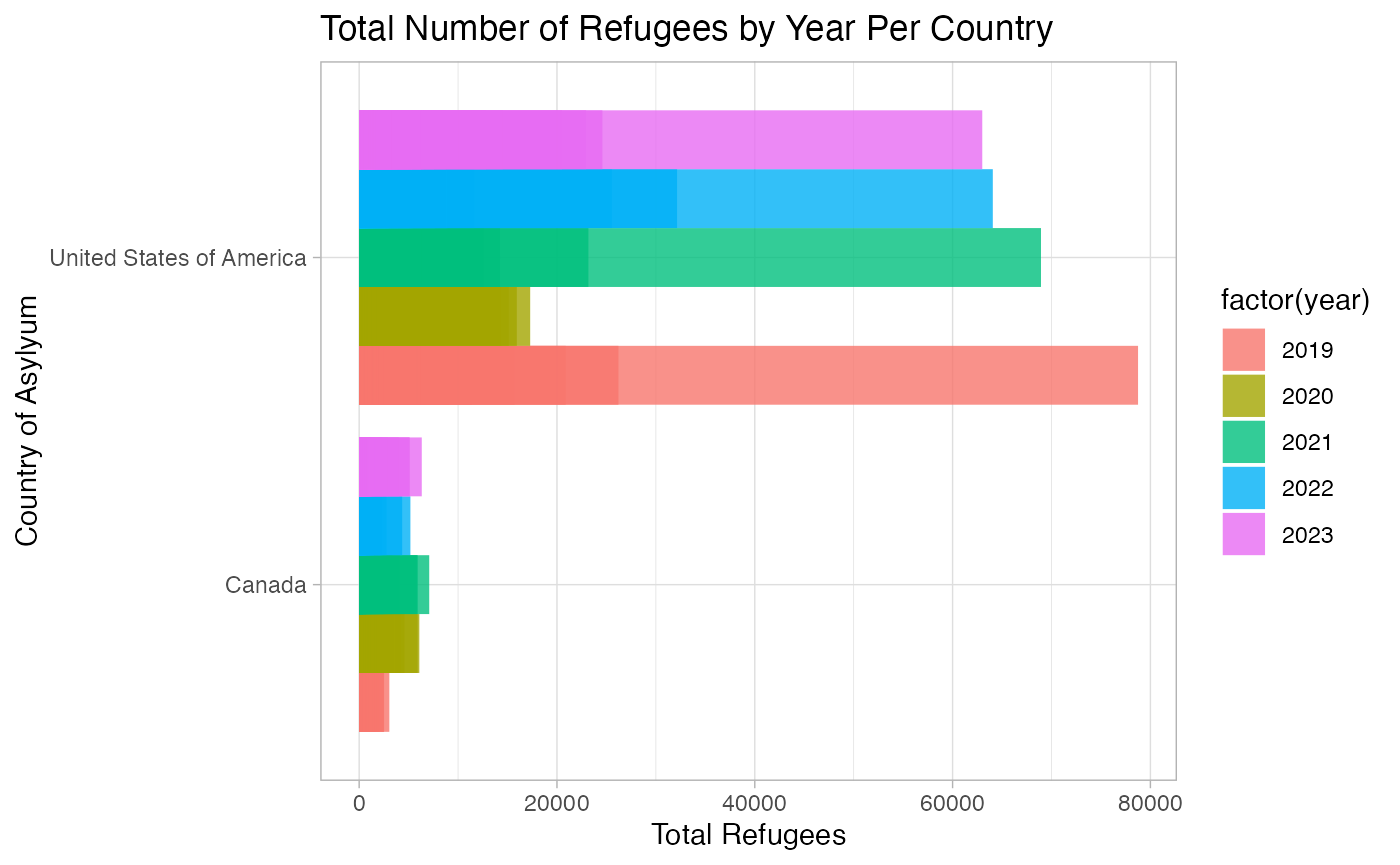 Total Number of Refugees by Year Per Country
United States of America
Canada
Country of Asylyum
0 20000 40000 60000 80000
Total Refugees
factor(year)
2019
2020
2021
2022
2023